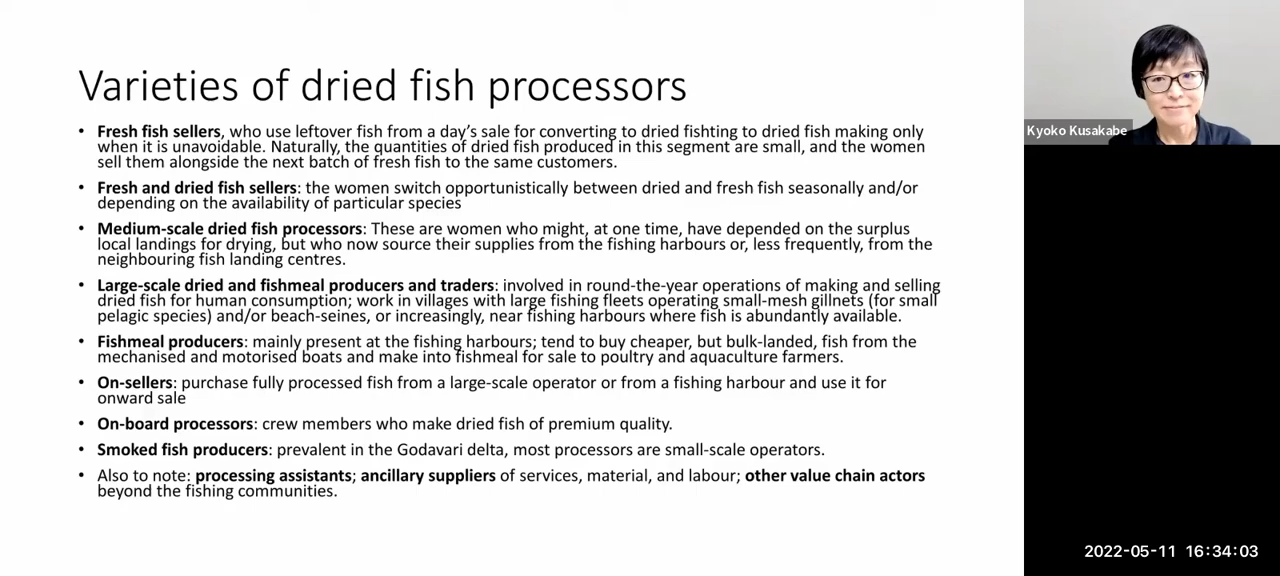 Varieties of dried fish processors
• Fresh fish sellers, who use leftover fish from a day's sale for converting to dried fishting to dried fish making only
when it is unavoidable. Naturally, the quantities of dried fish produced in this segment are small, and the women
sell them alongside the next batch of fresh fish to the same customers.
• Fresh and dried fish sellers: the women switch opportunistically between dried and fresh fish seasonally and/or
depending on the availability of particular species
• Medium-scale dried fish processors: These are women who might, at one time, have depended on the surplus
local landings for drying, but who now source their supplies from the fishing harbours or, less frequently, from the
neighbouring fish landing centres.
• Large-scale dried and fishmeal producers and traders: involved in round-the-year operations of making and selling
dried fish for human consumption; work in villages with large fishing fleets operating small-mesh gillnets (for small
pelagic species) and/or beach-seines, or increasingly, near fishing harbours where fish is abundantly available.
• Fishmeal producers: mainly present at the fishing harbours; tend to buy cheaper, but bulk-landed, fish from the
mechanised and motorised boats and make into fishmeal for sale to poultry and aquaculture farmers.
• On-sellers: purchase fully processed fish from a large-scale operator or from a fishing harbour and use it for
onward sale
• On-board processors: crew members who make dried fish of premium quality.
• Smoked fish producers: prevalent in the Godavari delta, most processors are small-scale operators.
• Also to note: processing assistants; ancillary suppliers of services, material, and labour; other value chain actors
beyond the fishing communities.
Kyoko Kusakabe
2022-05-11 16:34:03